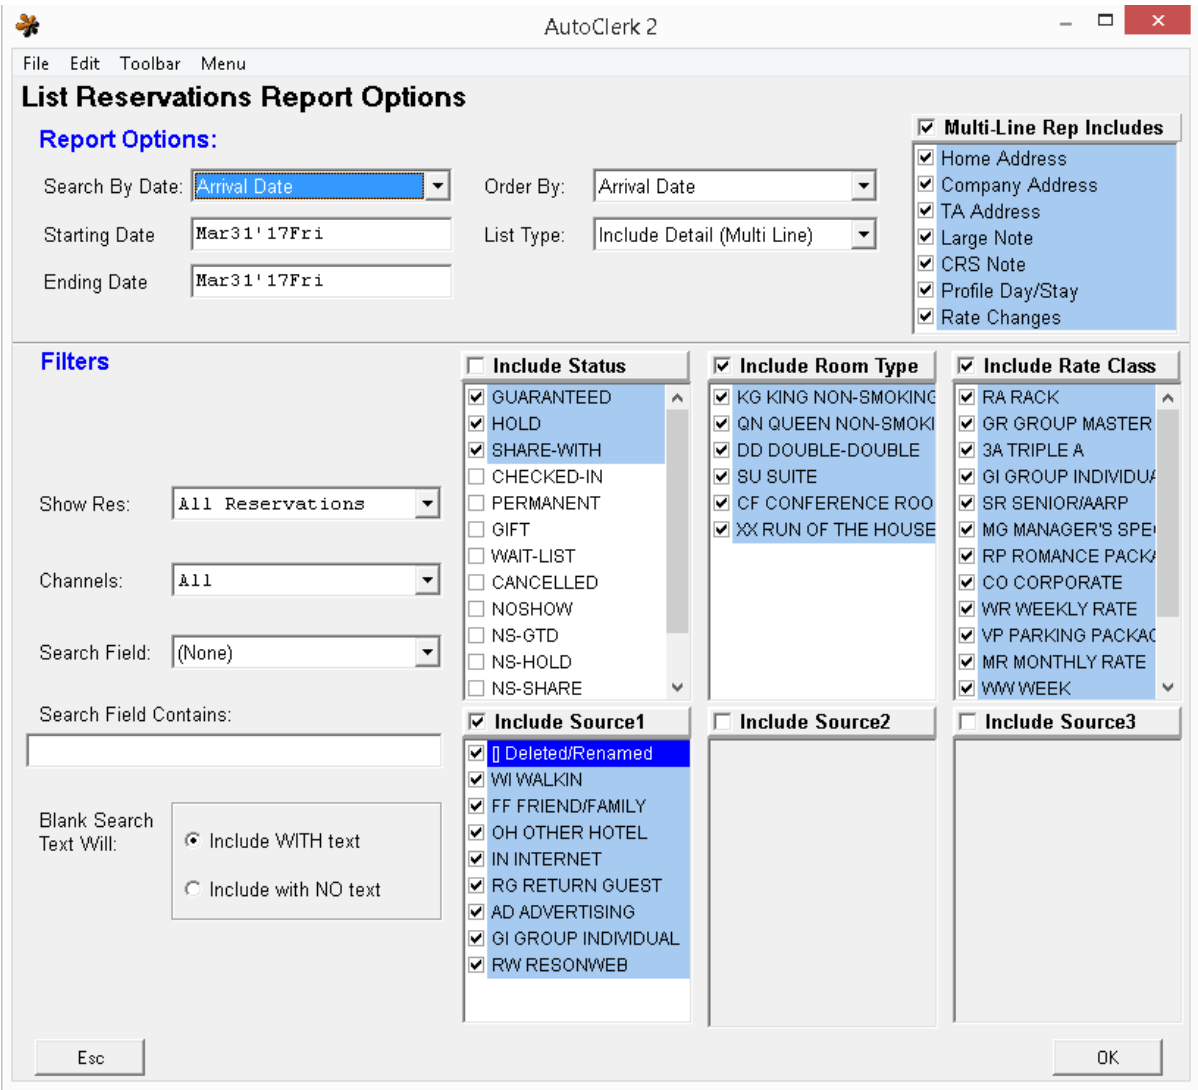 AutoClerk 2
File Edit Toolbar Menu
List Reservations Report Options
Report Options:
Search By Date: Arrival Date
Starting Date Mar31'17Fri
Ending Date Mar31'17Fri
Order By: Arrival Date
List Type: Include Detail (Multi Line)
Multi-Line Rep Includes
Home Address
Company Address
TA Address
Large Note
CRS Note
Profile Day/Stay
Rate Changes
Filters
Show Res: All Reservations
Channels: All
Search Field: (None)
Search Field Contains:
Blank Search
Text Will:
Include WITH text
Include with NO text
Include Status
GUARANTEED
HOLD
SHARE-WITH
CHECKED-IN
PERMANENT
GIFT
WAIT-LIST
CANCELLED
NOSHOW
NS-GTD
NS-HOLD
NS-SHARE
Include Room Type
KG KING NON-SMOKING
QN QUEEN NON-SMOKI
DD DOUBLE-DOUBLE
SU SUITE
CF CONFERENCE ROO
XX RUN OF THE HOUSE
Include Rate Class
RA RACK
GR GROUP MASTER
3A TRIPLE A
GI GROUP INDIVIDUA
SR SENIOR/AARP
MG MANAGER'S SPE
RP ROMANCE PACKA
CO CORPORATE
WR WEEKLY RATE
VP PARKING PACKAG
MR MONTHLY RATE
WW WEEK
Include Source1
[] Deleted/Renamed
WI WALKIN
FF FRIEND/FAMILY
OH OTHER HOTEL
IN INTERNET
RG RETURN GUEST
AD ADVERTISING
GI GROUP INDIVIDUAL
RW RESONWEB
Include Source2
Include Source3
Esc
OK